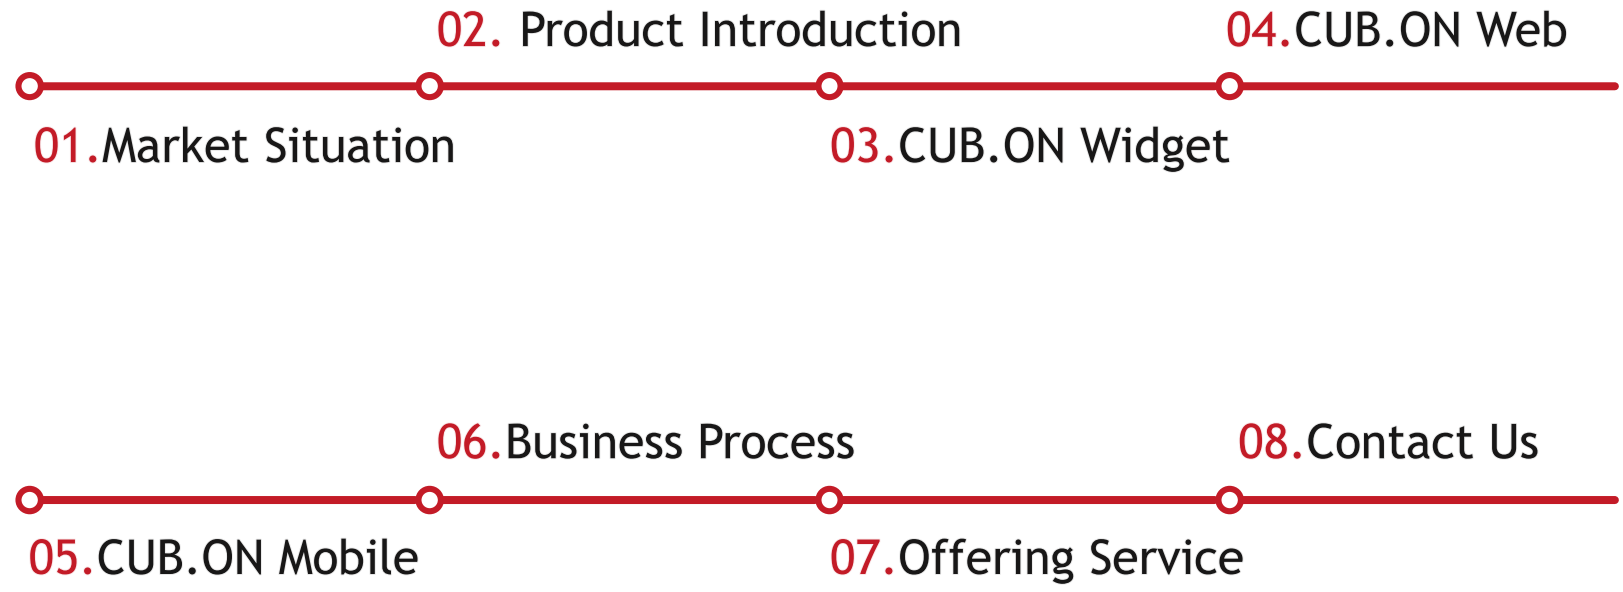 01.Market Situation
02. Product Introduction
03.CUB.ON Widget
04.CUB.ON Web
05.CUB.ON Mobile
06.Business Process
07.Offering Service
08.Contact Us